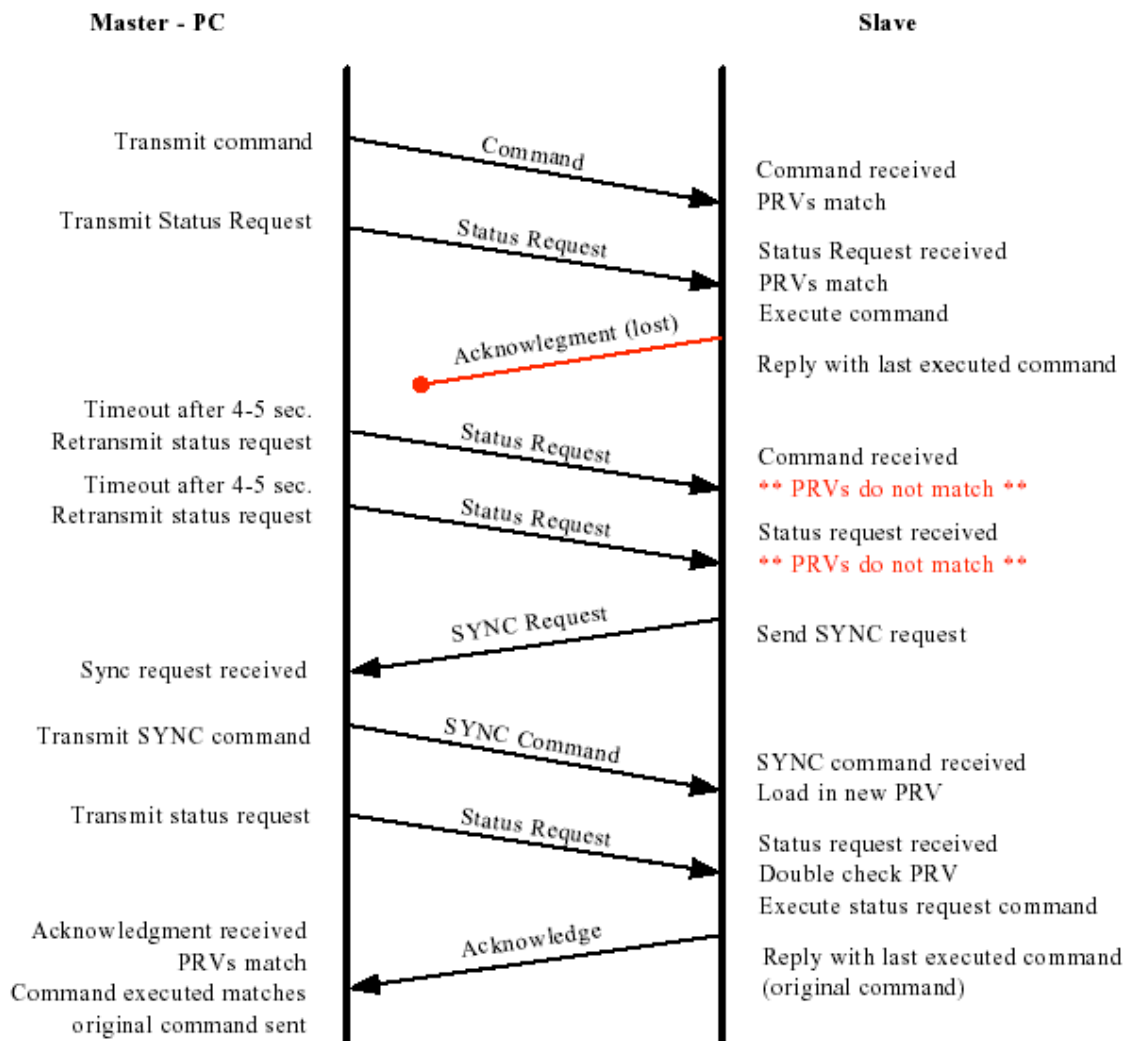 Master - PC
Slave
Transmit command
Command
Command received
PRVs match
Transmit Status Request
Status Request
Status Request received
PRVs match
Execute command
Acknowlegment (lost)
Reply with last executed command
Timeout after 4-5 sec.
Retransmit status request
Status Request
Command received
** PRVs do not match **
Timeout after 4-5 sec.
Retransmit status request
Status Request
Status request received
** PRVs do not match **
SYNC Request
Send SYNC request
Sync request received
Transmit SYNC command
SYNC Command
SYNC command received
Load in new PRV
Transmit status request
Status Request
Status request received
Double check PRV
Execute status request command
Acknowledgment received
PRVs match
Command executed matches
original command sent
Acknowledge
Reply with last executed command
(original command)